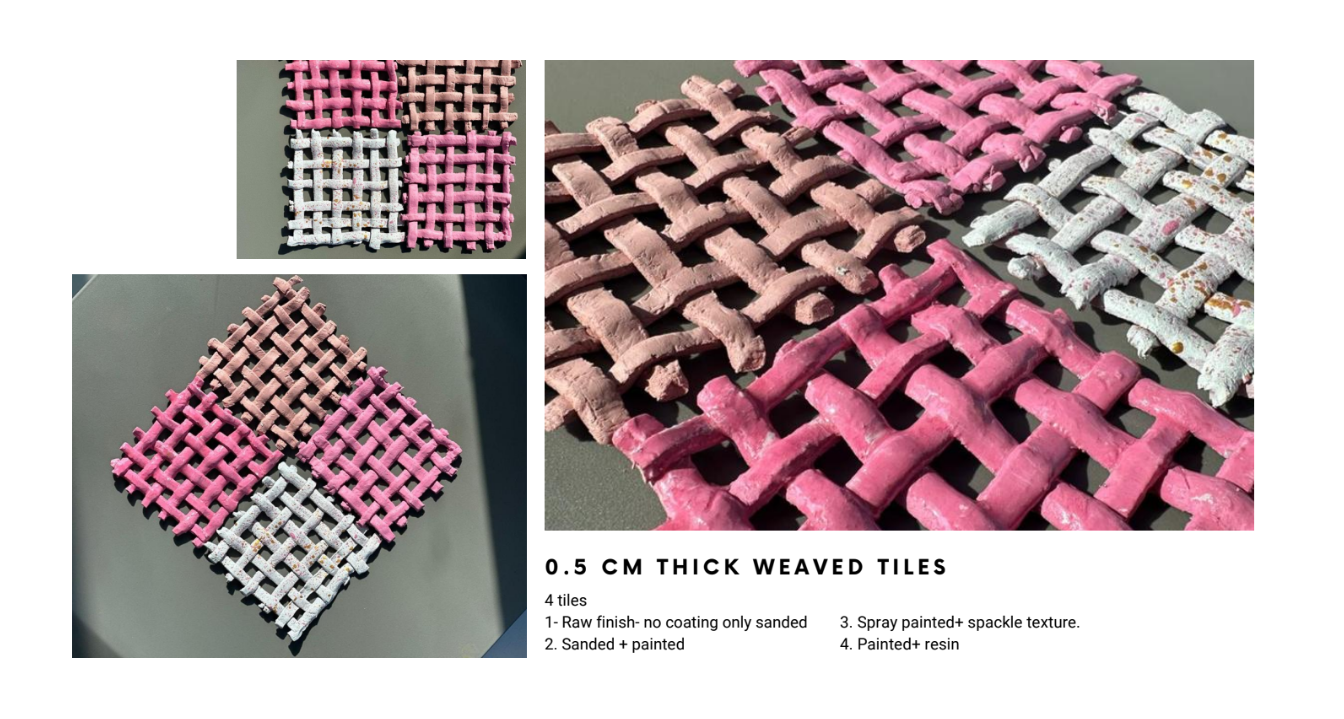 0.5 CM THICK WEAVED TILES
4 tiles
1- Raw finish- no coating only sanded
2. Sanded + painted
3. Spray painted+ spackle texture.
4. Painted+ resin